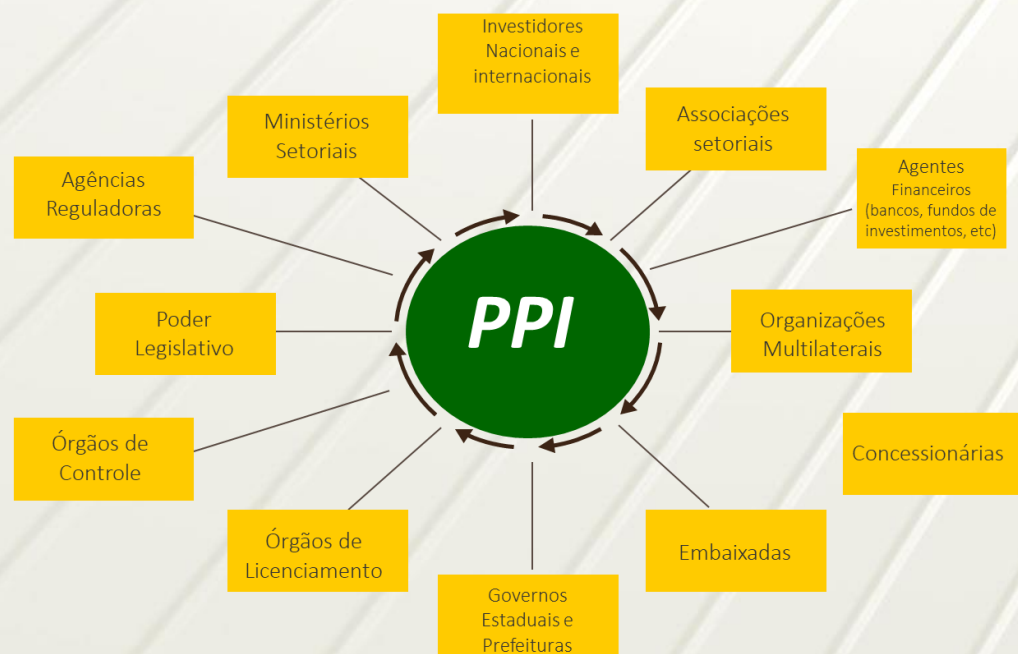 Investidores
Nacionais e
internacionais
Ministérios
Setoriais
Associações
setoriais
Agências
Reguladoras
Agentes
Financeiros
(bancos, fundos de
investimentos, etc)
PPI
Poder
Legislativo
Organizações
Multilaterais
Órgãos de
Controle
Concessionárias
Órgãos de
Licenciamento
Embaixadas
Governos
Estaduais e
Prefeituras